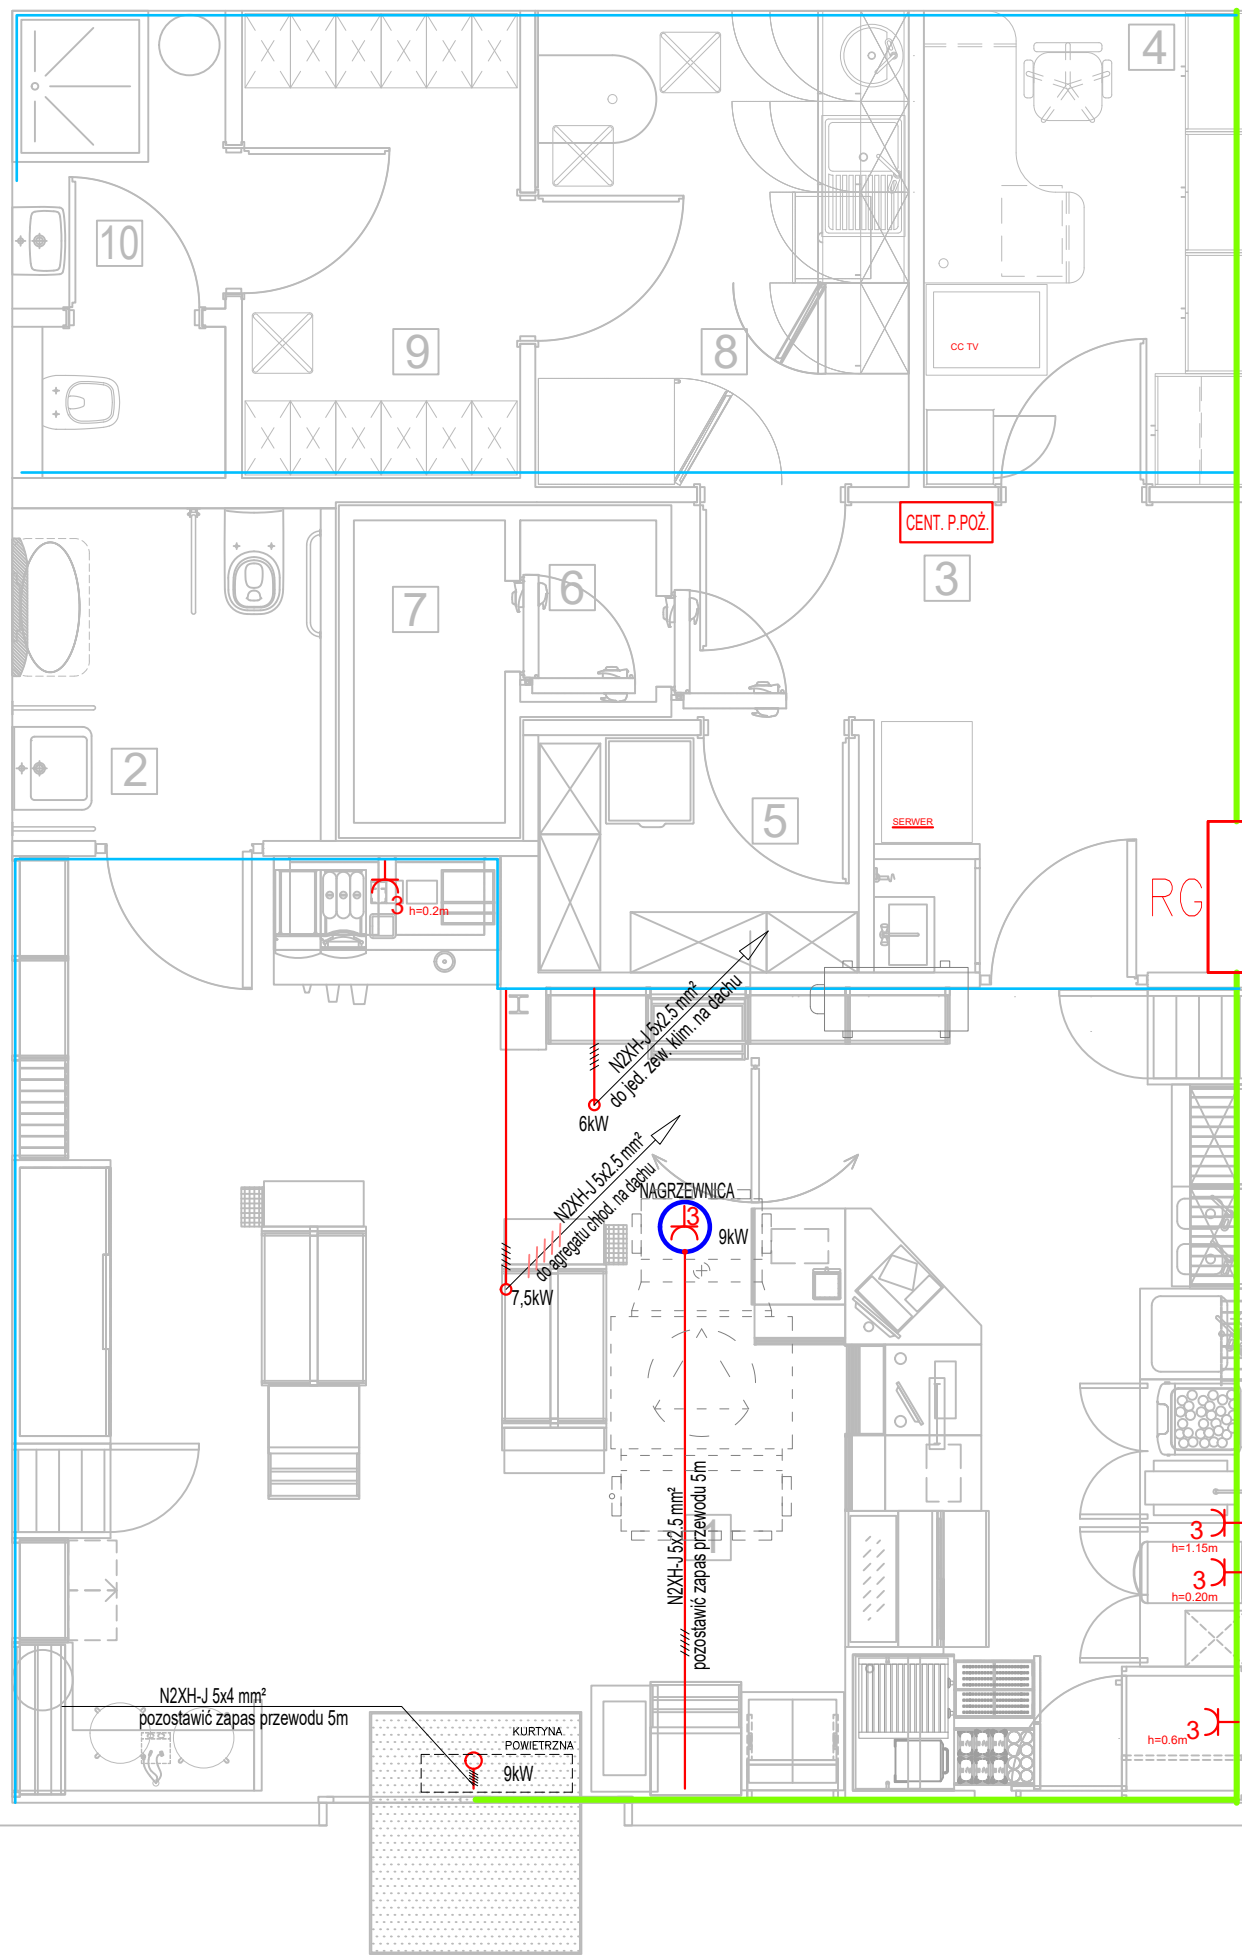 4
10
9
8
CC TV
CENT. P.POŻ.
3
6
7
2
5
SERWER
RG
3
h=0.2m
H
N2XH-J 5x2.5 mm²
do jed. zew. klim. na dachu
6kW
N2XH-J 5x2.5 mm²
do agregatu chłod. na dachu
7,5kW
NAGRZEWNICA
3
9kW
1
N2XH-J 5x2.5 mm²
pozostawić zapas przewodu 5m
3
h=1.15m
3
h=0.20m
3
h=0.6m
N2XH-J 5x4 mm²
pozostawić zapas przewodu 5m
KURTYNA
POWIETRZNA
9kW